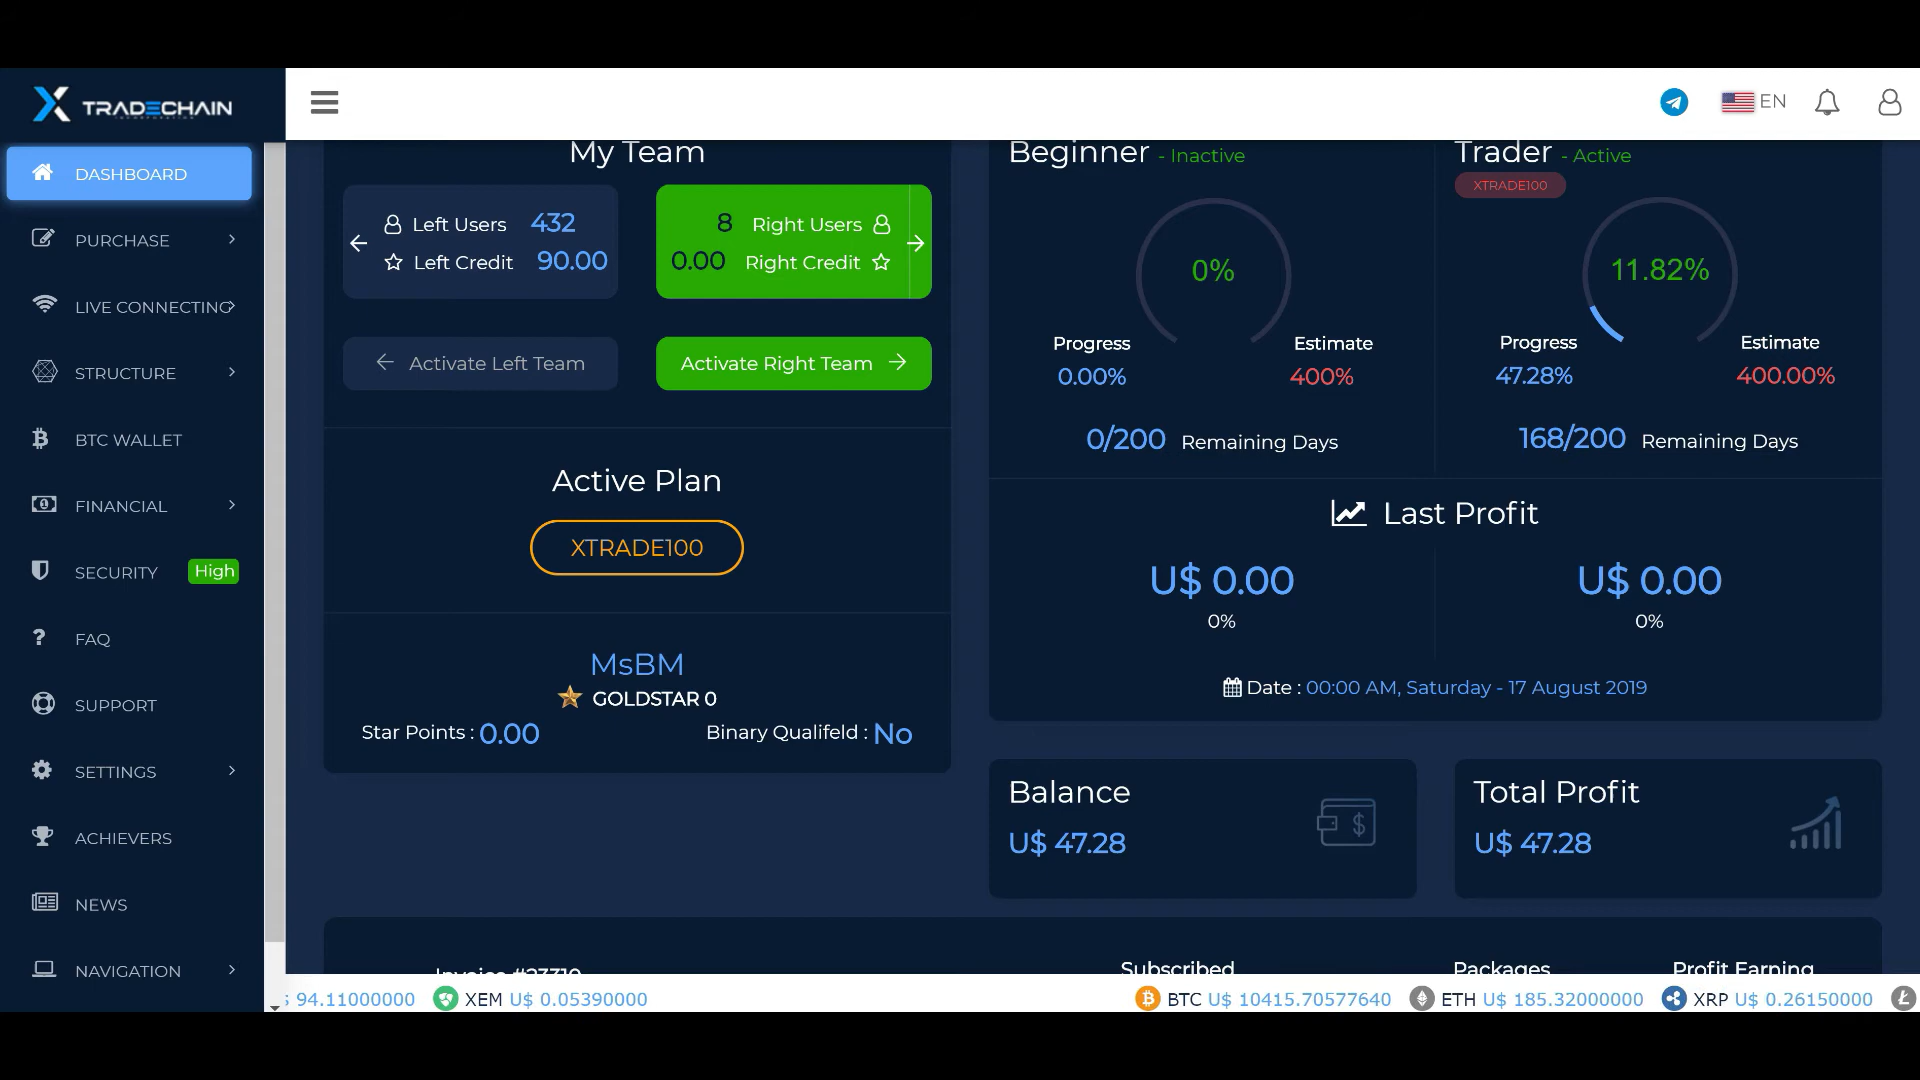 TRADECHAIN
EN
DASHBOARD
PURCHASE
LIVE CONNECTING
STRUCTURE
BTC WALLET
FINANCIAL
SECURITY High
FAQ
SUPPORT
SETTINGS
ACHIEVERS
NEWS
NAVIGATION
My Team
Left Users 432
Left Credit 90.00
8 Right Users
0.00 Right Credit
Activate Left Team
Activate Right Team
Active Plan
XTRADE100
MsBM
GOLDSTAR 0
Star Points : 0.00
Binary Qualifeld : No
Beginner - Inactive
0%
Progress
0.00%
Estimate
400%
0/200 Remaining Days
Trader - Active
XTRADE100
11.82%
Progress
47.28%
Estimate
400.00%
168/200 Remaining Days
Last Profit
U$ 0.00
0%
U$ 0.00
0%
Date : 00:00 AM, Saturday - 17 August 2019
Balance
U$ 47.28
Total Profit
U$ 47.28
Invoice #23310
Subscribed
Packages
Profit Earning
94.11000000 XEM U$ 0.05390000 BTC U$ 10415.70577640 ETH U$ 185.32000000 XRP U$ 0.26150000